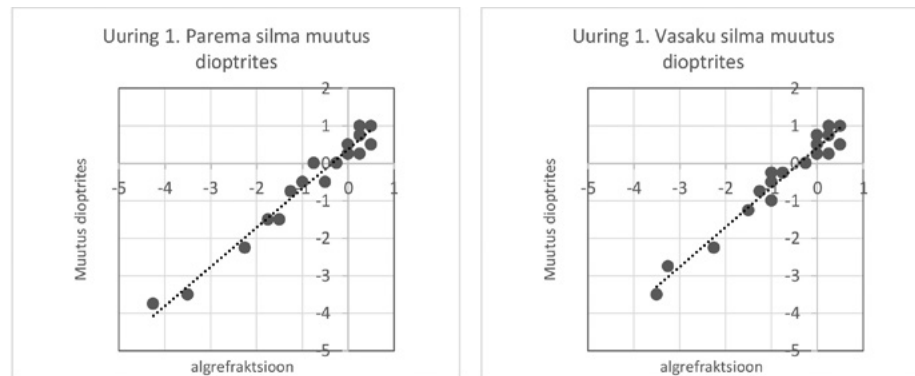 Uuring 1. Parema silma muutus
dioptrites
2
1
0
-5 -4 -3 -2 -1 0 1
-1
-2
-3
-4
-5
Muutus dioptrites
algrefraktsioon
Uuring 1. Vasaku silma muutus
dioptrites
2
1
0
-5 -4 -3 -2 -1 0 1
-1
-2
-3
-4
-5
Muutus dioptrites
algrefraktsioon